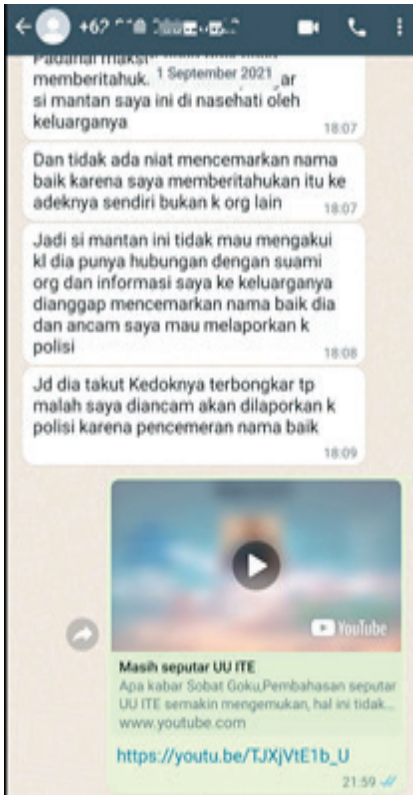 +62
1 September 2021
memberitahuk. ar
si mantan saya ini di nasehati oleh
keluarganya
18:07
Dan tidak ada niat mencemarkan nama
baik karena saya memberitahukan itu ke
adeknya sendiri bukan k org lain
18:07
Jadi si mantan ini tidak mau mengakui
kl dia punya hubungan dengan suami
org dan informasi saya ke keluarganya
dianggap mencemarkan nama baik dia
dan ancam saya mau melaporkan k
polisi
18:08
Jd dia takut Kedoknya terbongkar tp
malah saya diancam akan dilaporkan k
polisi karena pencemeran nama baik
18:09
YouTube
Masih seputar UU ITE
Apa kabar Sobat Goku,Pembahasan seputar
UU ITE semakin mengemukan, hal ini tidak...
www.youtube.com
https://youtu.be/TJXjVtE1b_U
21:59